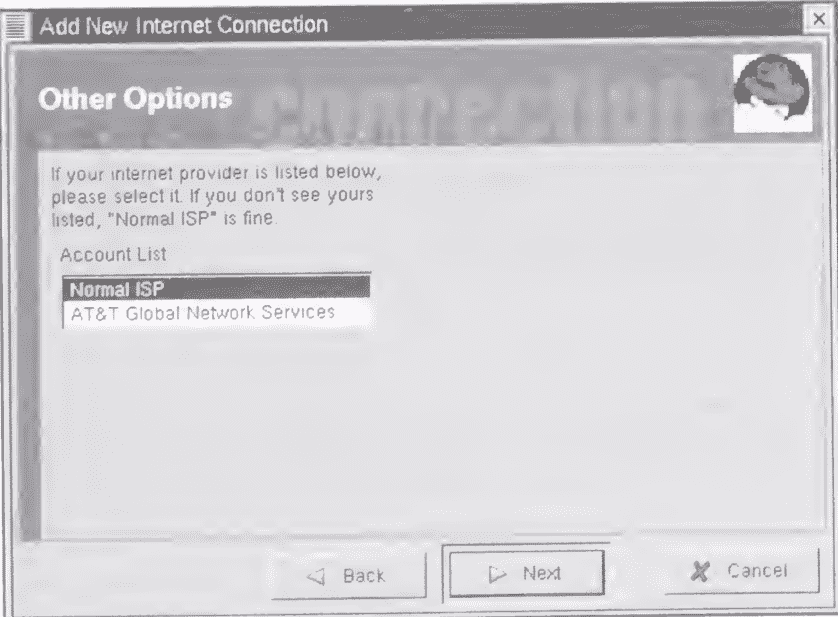 Add New Internet Connection
Other Options
If your internet provider is listed below,
please select it. If you don't see yours
listed, "Normal ISP" is fine.
Account List
Normal ISP
AT&T Global Network Services
Back
Next
Cancel